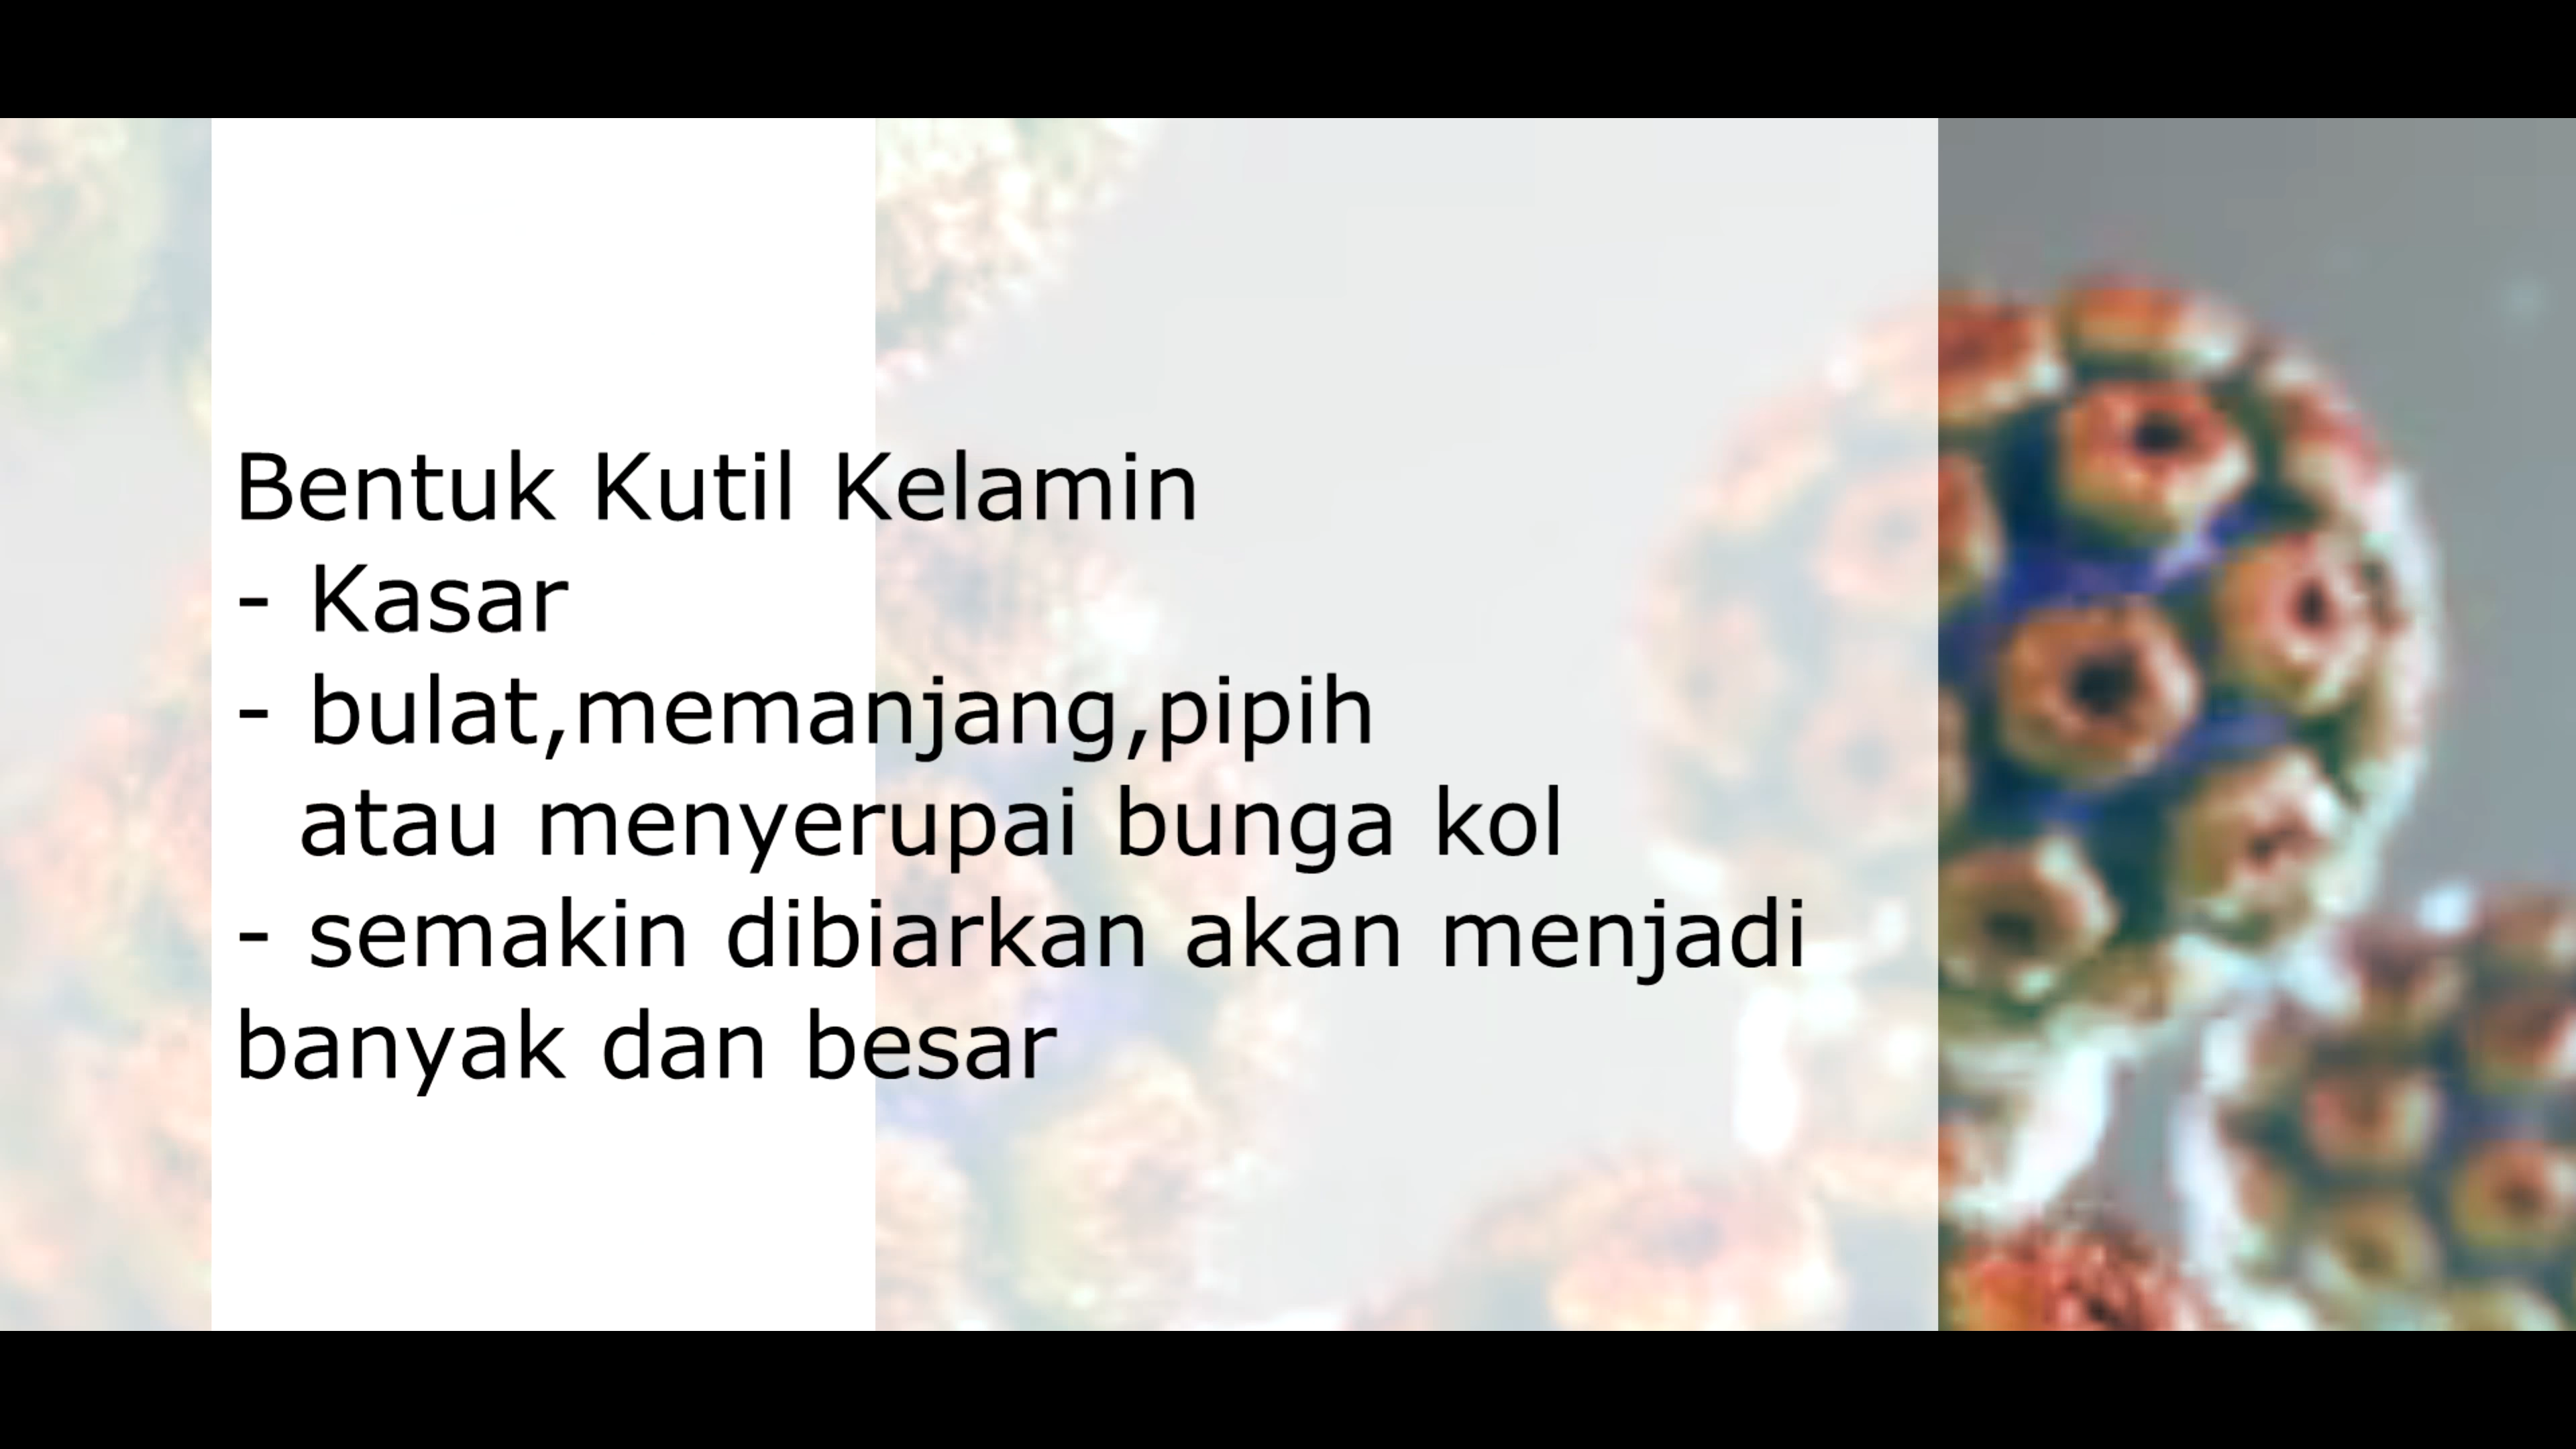 Bentuk Kutil Kelamin
- Kasar
- bulat,memanjang,pipih
atau menyerupai bunga kol
- semakin dibiarkan akan menjadi
banyak dan besar